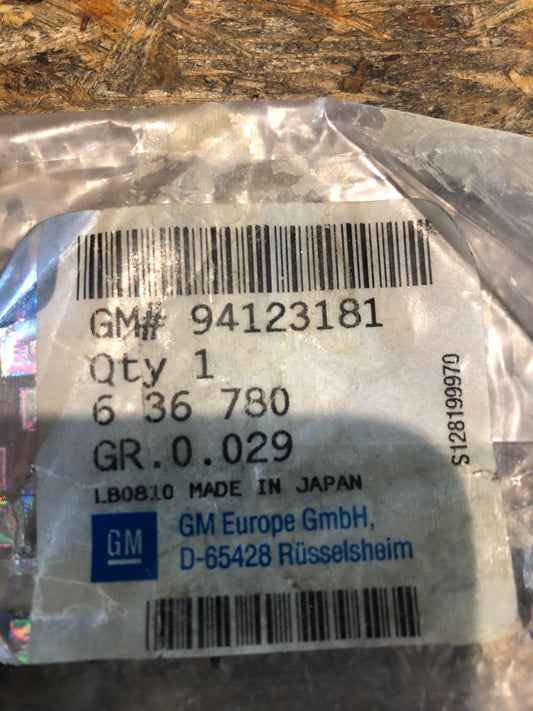 GM# 94123181
Qty 1
6 36 780
GR.0.029
LB0810 MADE IN JAPAN
GM
GM Europe GmbH,
D-65428 Rüsselsheim
S128199970